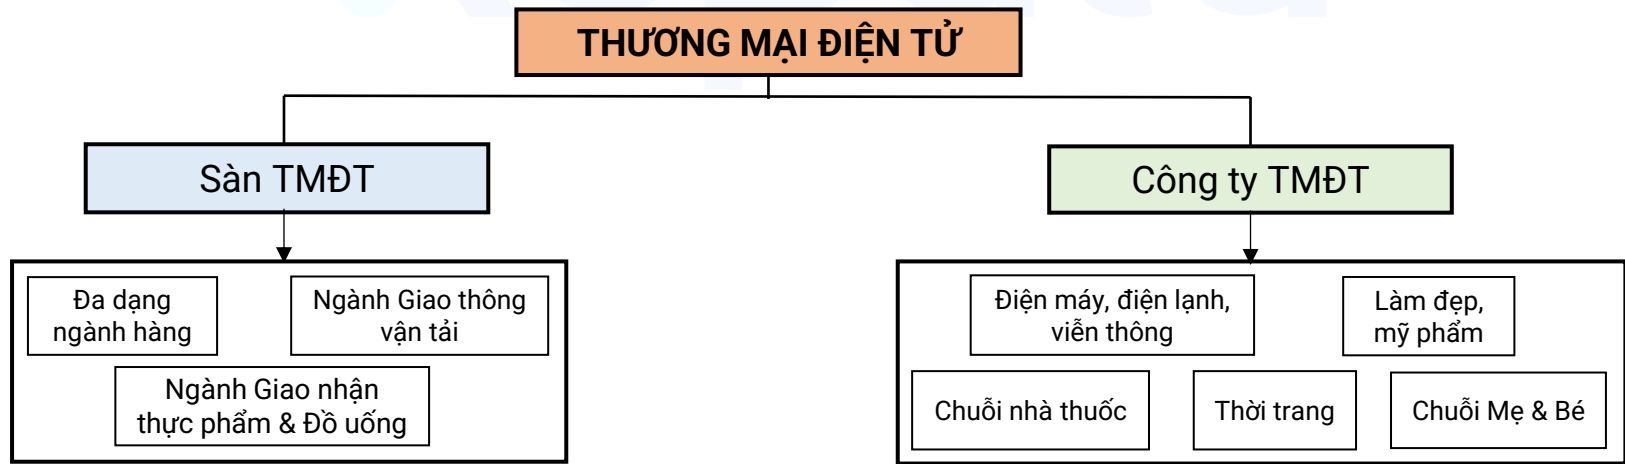 THƯƠNG MẠI ĐIỆN TỬ
Sàn TMĐT
Công ty TMĐT
Đa dạng
ngành hàng
Ngành Giao thông
vận tải
Ngành Giao nhận
thực phẩm & Đồ uống
Điện máy, điện lạnh,
viễn thông
Làm đẹp,
mỹ phẩm
Chuỗi nhà thuốc
Thời trang
Chuỗi Mẹ & Bé